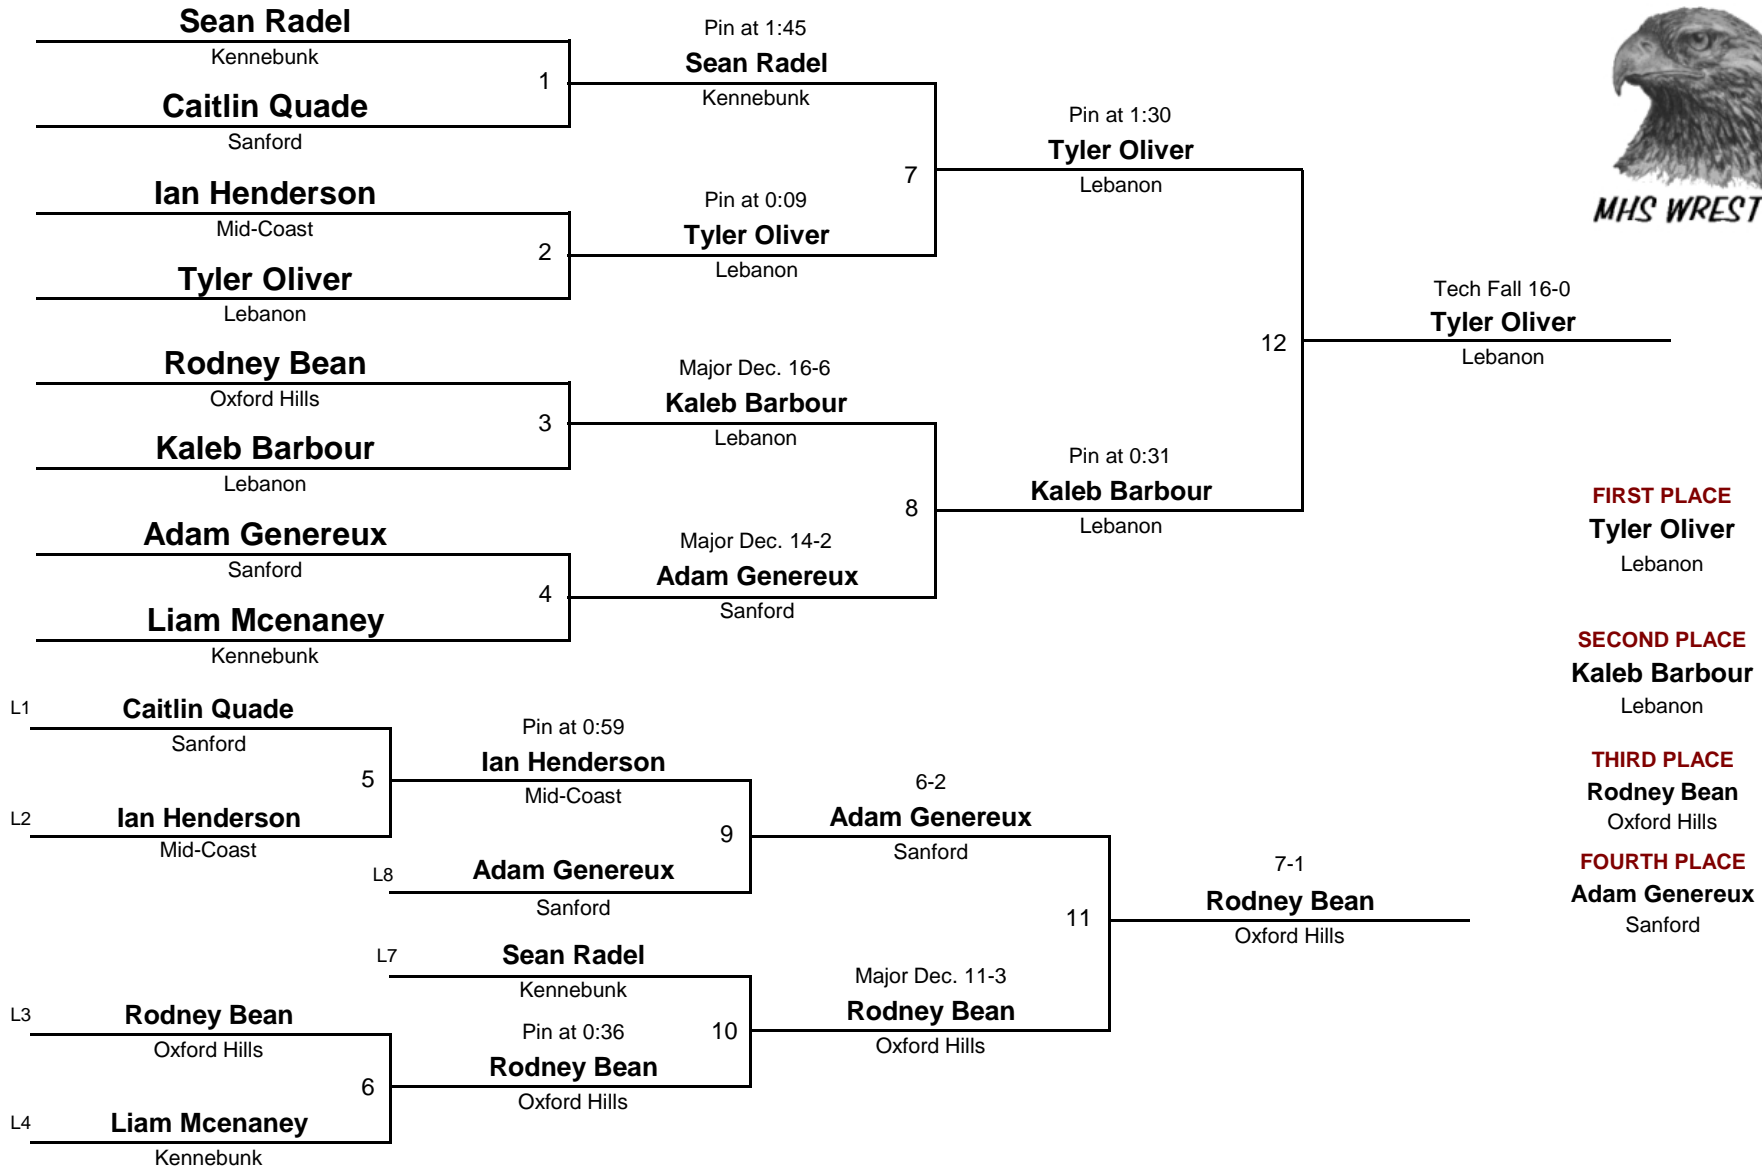 Sean Radel
Kennebunk
1
Caitlin Quade
Sanford
Pin at 1:45
Sean Radel
Kennebunk
Ian Henderson
Mid-Coast
2
Tyler Oliver
Lebanon
Pin at 0:09
Tyler Oliver
Lebanon
7
Pin at 1:30
Tyler Oliver
Lebanon
Rodney Bean
Oxford Hills
3
Kaleb Barbour
Lebanon
Major Dec. 16-6
Kaleb Barbour
Lebanon
Adam Genereux
Sanford
4
Liam Mcenaney
Kennebunk
Major Dec. 14-2
Adam Genereux
Sanford
8
Pin at 0:31
Kaleb Barbour
Lebanon
12
Tech Fall 16-0
Tyler Oliver
Lebanon
MHS WREST
FIRST PLACE
Tyler Oliver
Lebanon
SECOND PLACE
Kaleb Barbour
Lebanon
THIRD PLACE
Rodney Bean
Oxford Hills
FOURTH PLACE
Adam Genereux
Sanford
L1
Caitlin Quade
Sanford
5
L2
Ian Henderson
Mid-Coast
Pin at 0:59
Ian Henderson
Mid-Coast
9
L8
Adam Genereux
Sanford
6-2
Adam Genereux
Sanford
L7
Sean Radel
Kennebunk
L3
Rodney Bean
Oxford Hills
6
L4
Liam Mcenaney
Kennebunk
Pin at 0:36
Rodney Bean
Oxford Hills
10
Major Dec. 11-3
Rodney Bean
Oxford Hills
11
7-1
Rodney Bean
Oxford Hills